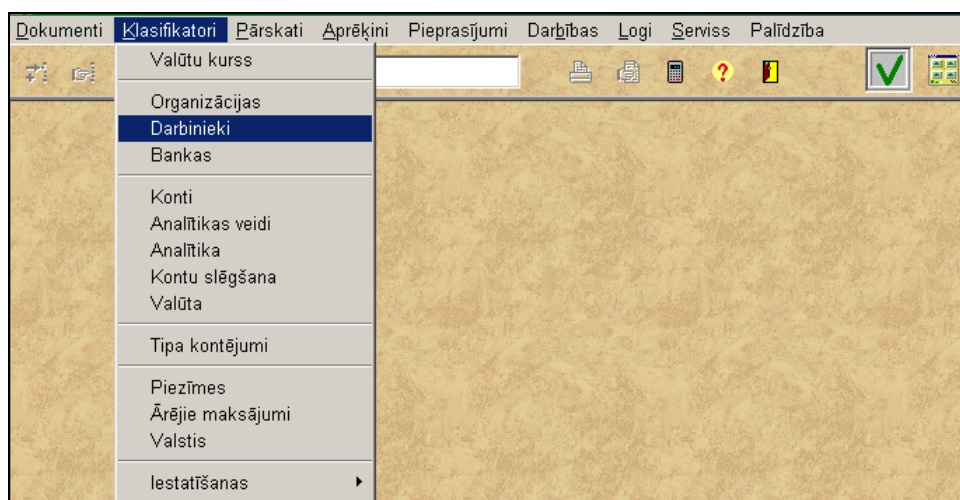 Dokumenti Klasifikatori Pārskati Aprēķini Pieprasījumi Darbības Logi Serviss Palīdzība
Valūtu kurss
Organizācijas
Darbinieki
Bankas
Konti
Analītikas veidi
Analītika
Kontu slēgšana
Valūta
Tipa kontējumi
Piezīmes
Ārējie maksājumi
Valstis
Iestatīšanas